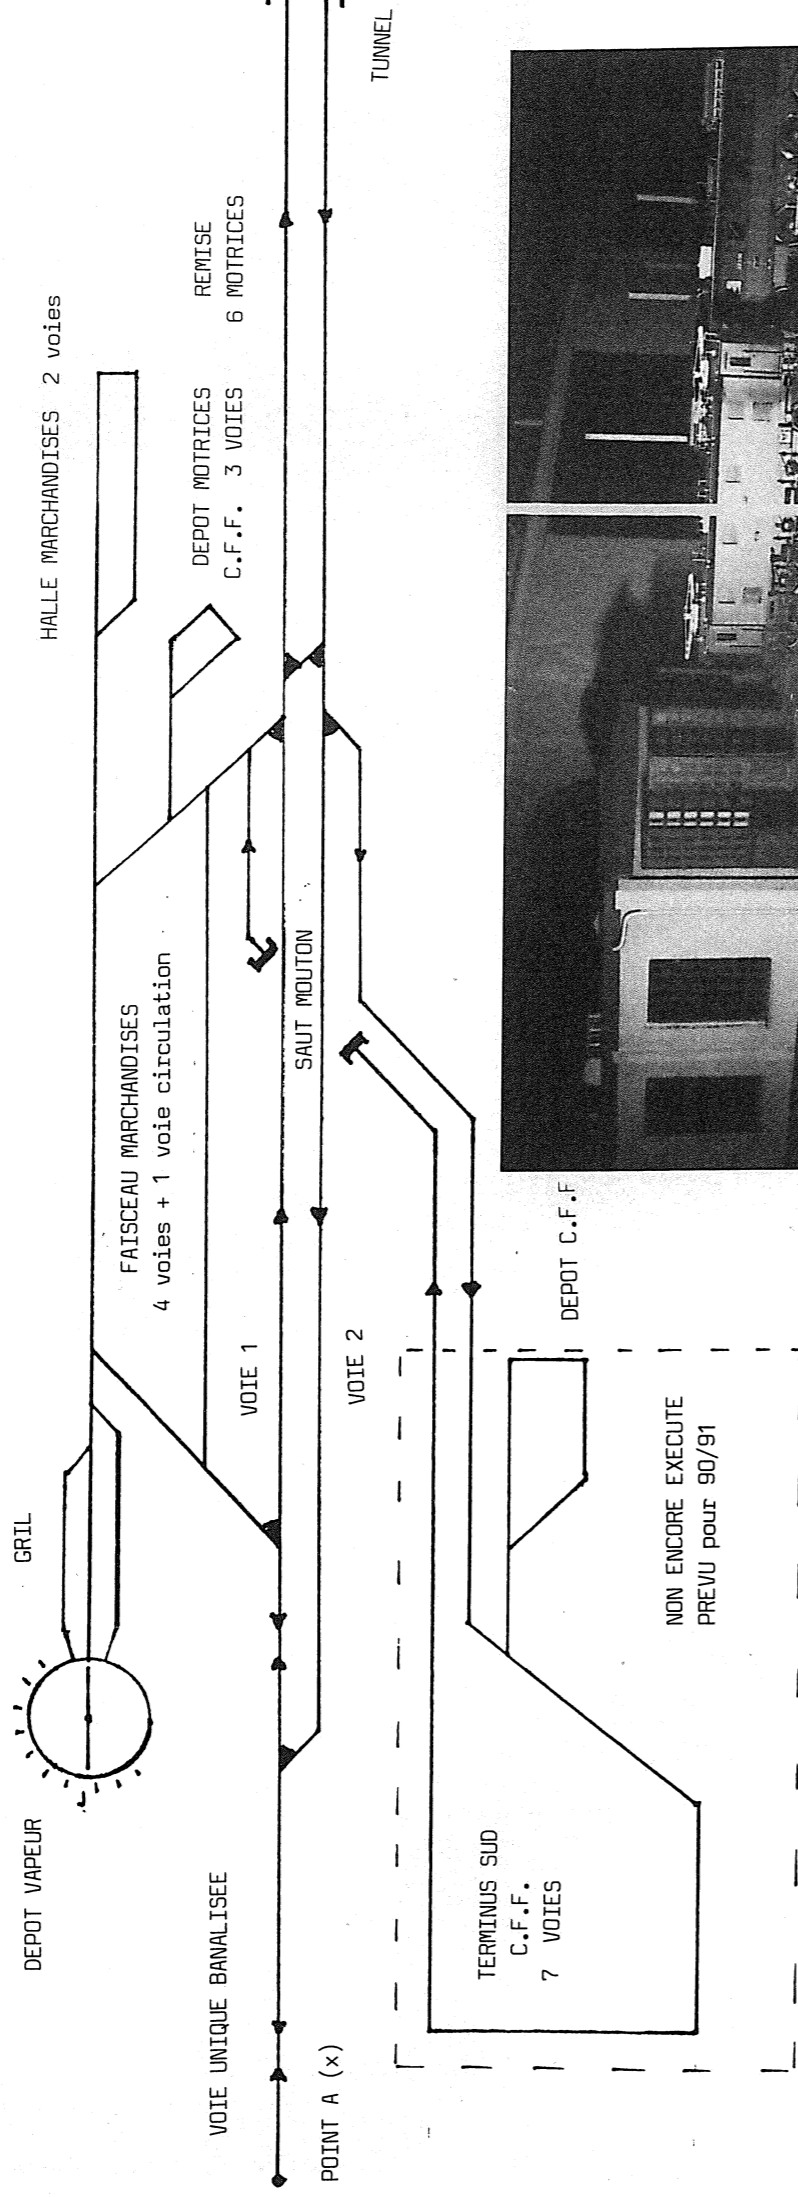 TUNNEL
HALLE MARCHANDISES 2 voies
REMISE
6 MOTRICES
DEPOT MOTRICES
C.F.F. 3 VOIES
FAISCEAU MARCHANDISES
4 voies + 1 voie circulation
SAUT MOUTON
VOIE 1
VOIE 2
GRIL
DEPOT VAPEUR
VOIE UNIQUE BANALISEE
POINT A (x)
DEPOT C.F.F
NON ENCORE EXECUTE
PREVU pour 90/91
TERMINUS SUD
C.F.F.
7 VOIES